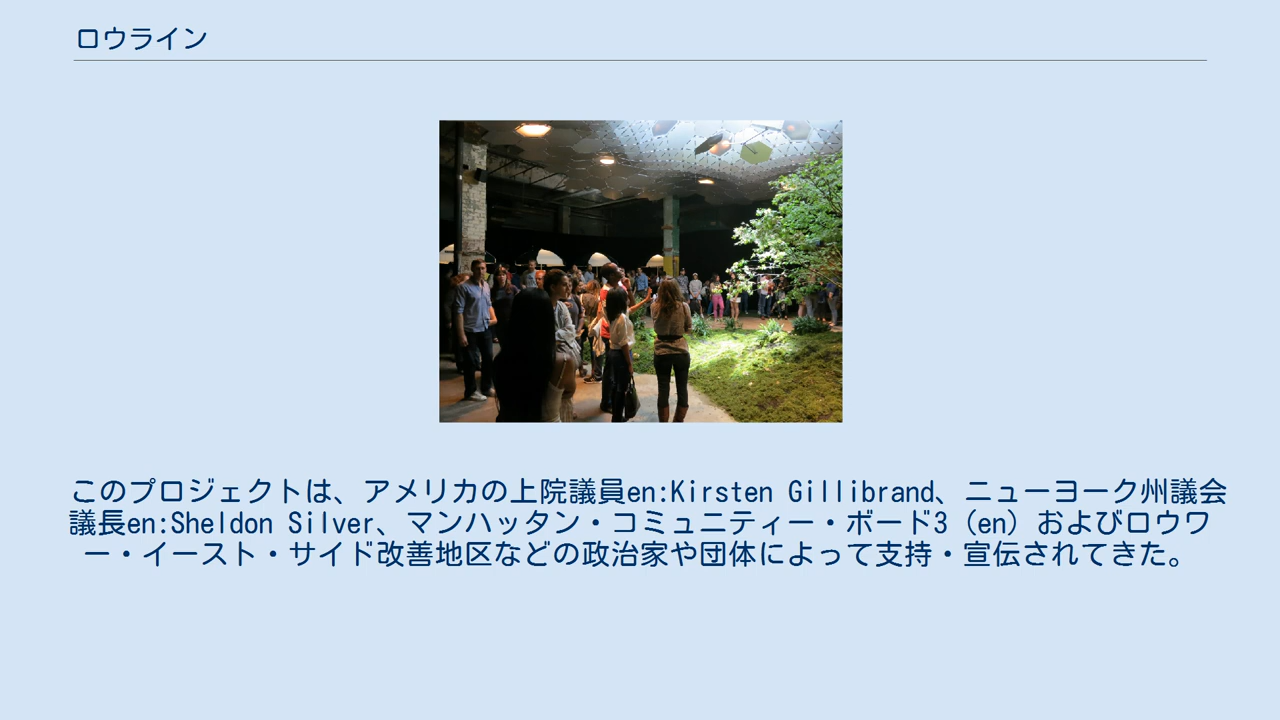 ロウライン
このプロジェクトは、アメリカの上院議員en:Kirsten Gillibrand、ニューヨーク州議会
議長en:Sheldon Silver、マンハッタン・コミュニティー・ボード3（en）およびロウワ
ー・イースト・サイド改善地区などの政治家や団体によって支持・宣伝されてきた。